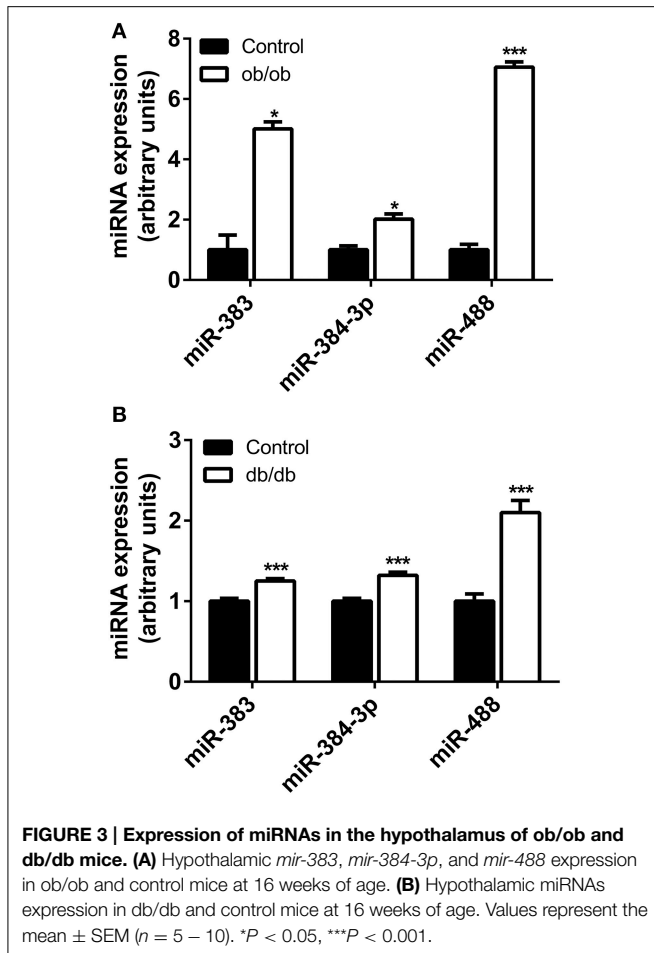 A
Control
ob/ob
miRNA expression
(arbitrary units)
8
6
4
2
0
*
*
***
miR-383
miR-384-3p
miR-488
B
Control
db/db
miRNA expression
(arbitrary units)
3
2
1
0
***
***
***
miR-383
miR-384-3p
miR-488
FIGURE 3 | Expression of miRNAs in the hypothalamus of ob/ob and
db/db mice. (A) Hypothalamic mir-383, mir-384-3p, and mir-488 expression
in ob/ob and control mice at 16 weeks of age. (B) Hypothalamic miRNAs
expression in db/db and control mice at 16 weeks of age. Values represent the
mean ± SEM (n = 5 – 10). *P < 0.05, ***P < 0.001.